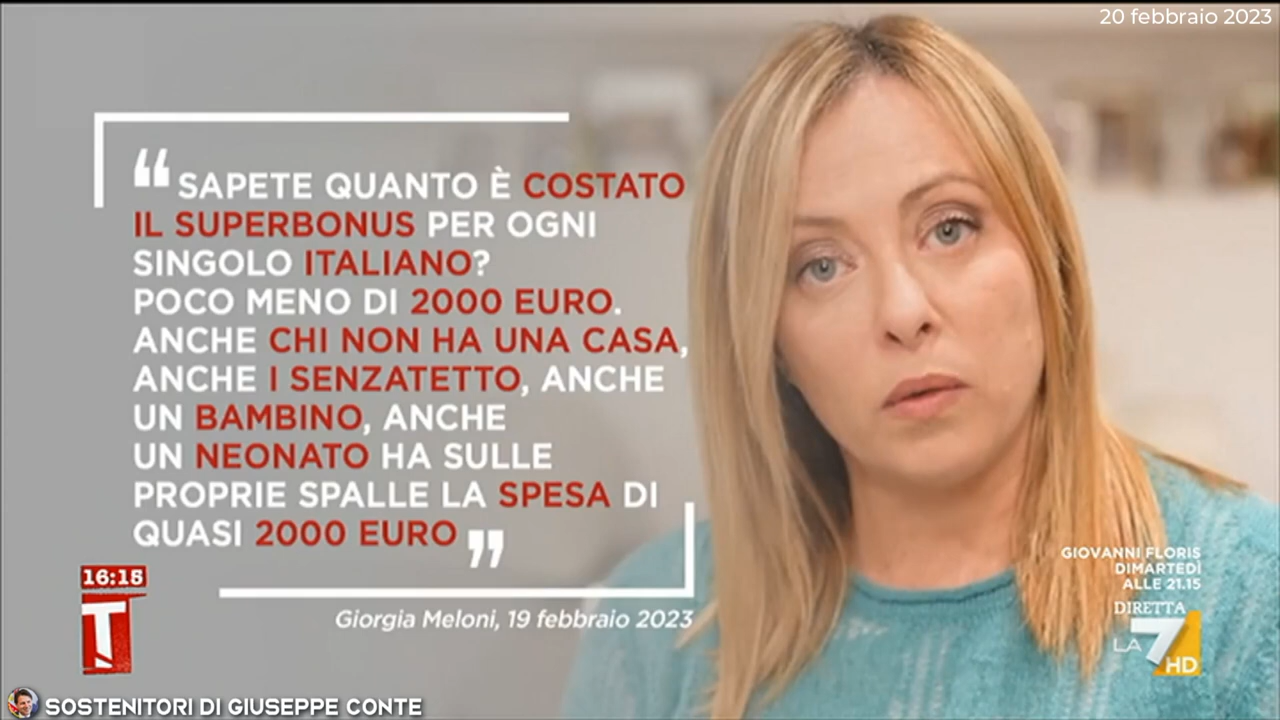 20 febbraio 2023
“SAPETE QUANTO È COSTATO
IL SUPERBONUS PER OGNI
SINGOLO ITALIANO?
POCO MENO DI 2000 EURO.
ANCHE CHI NON HA UNA CASA,
ANCHE I SENZATETTO, ANCHE
UN BAMBINO, ANCHE
UN NEONATO HA SULLE
PROPRIE SPALLE LA SPESA DI
QUASI 2000 EURO”
Giorgia Meloni, 19 febbraio 2023
16:15
T
GIOVANNI FLORIS
DIMARTEDÌ
ALLE 21.15
DIRETTA
LA7
HD
SOSTENITORI DI GIUSEPPE CONTE